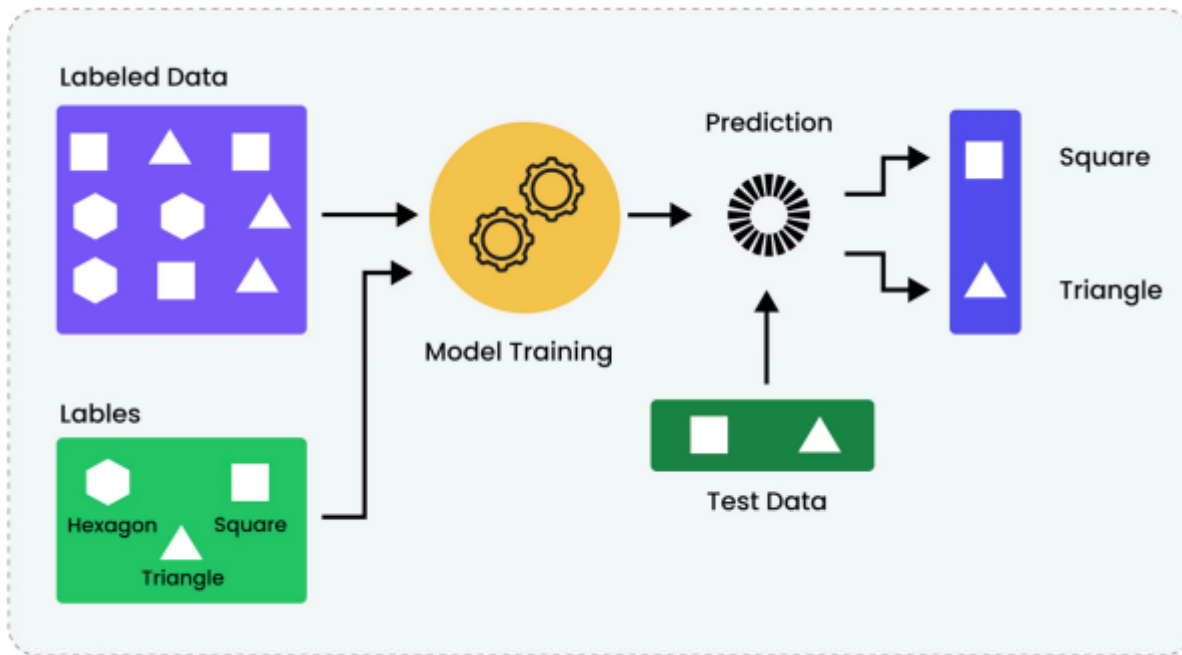 Labeled Data
Prediction
Square
Triangle
Model Training
Lables
Hexagon
Square
Triangle
Test Data